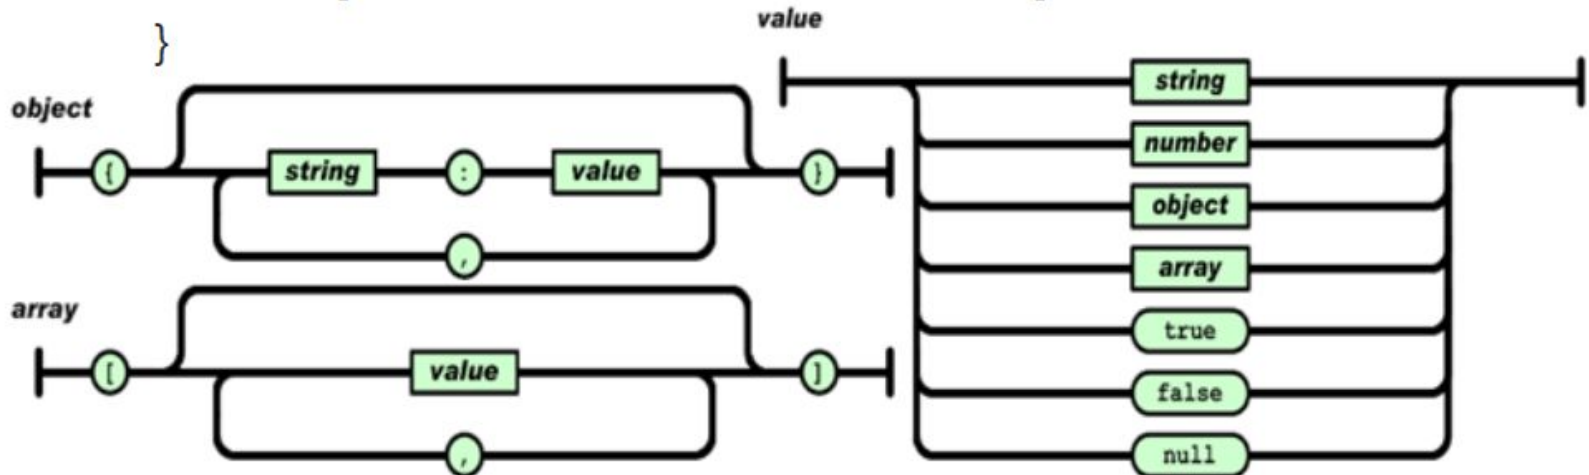 }
object
{ string : value }
,
array
[ value ]
,
value
string
number
object
array
true
false
null